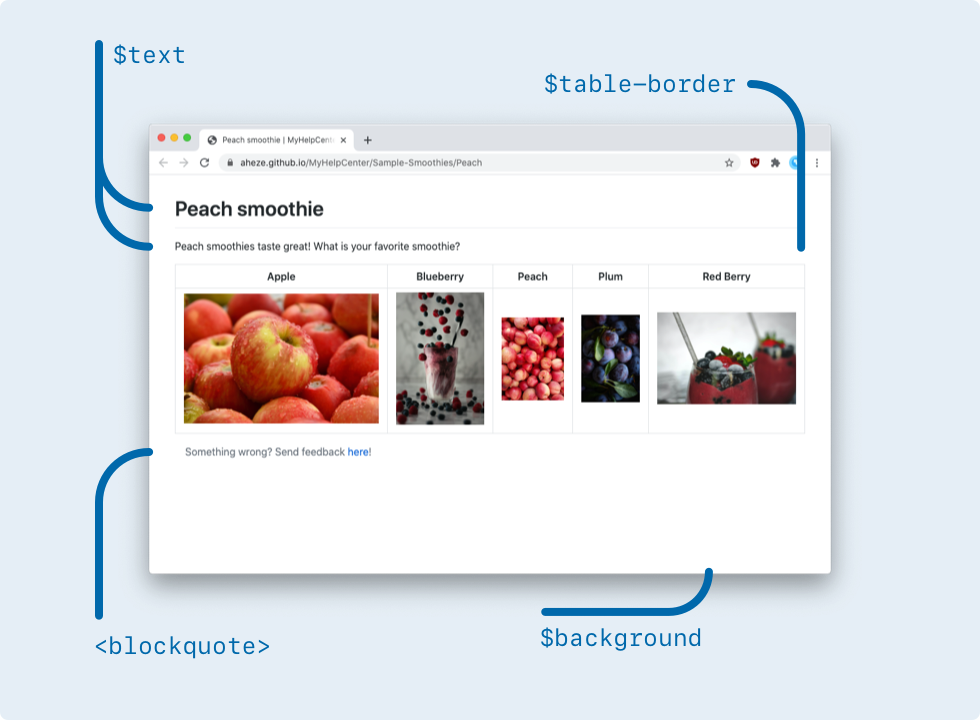 $text
$table-border
Peach smoothie | MyHelpCent
aheze.github.io/MyHelpCenter/Sample-Smoothies/Peach
Peach smoothie
Peach smoothies taste great! What is your favorite smoothie?
Apple Blueberry Peach Plum Red Berry
Something wrong? Send feedback here!
$background
<blockquote>